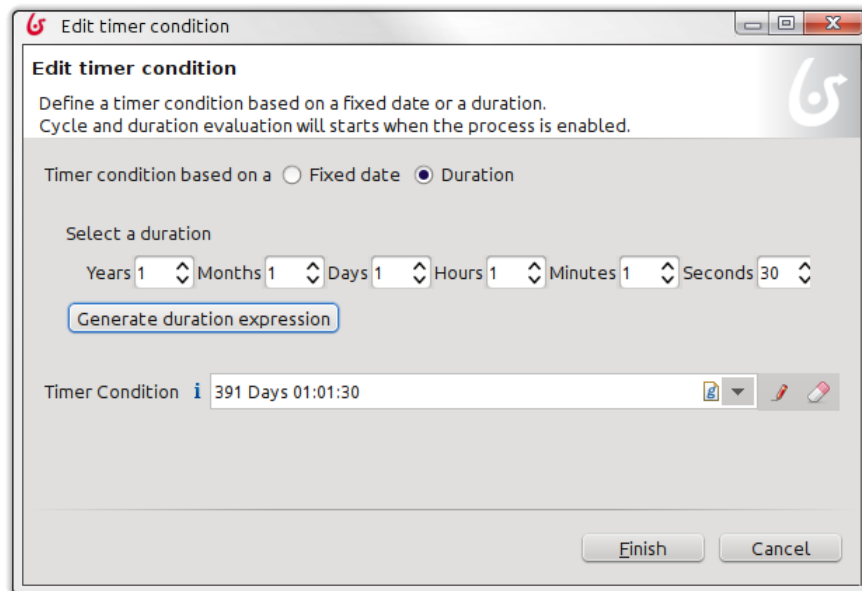 Edit timer condition
Edit timer condition
Define a timer condition based on a fixed date or a duration.
Cycle and duration evaluation will starts when the process is enabled.
Timer condition based on a Fixed date Duration
Select a duration
Years 1 Months 1 Days 1 Hours 1 Minutes 1 Seconds 30
Generate duration expression
Timer Condition i 391 Days 01:01:30 g
Finish Cancel